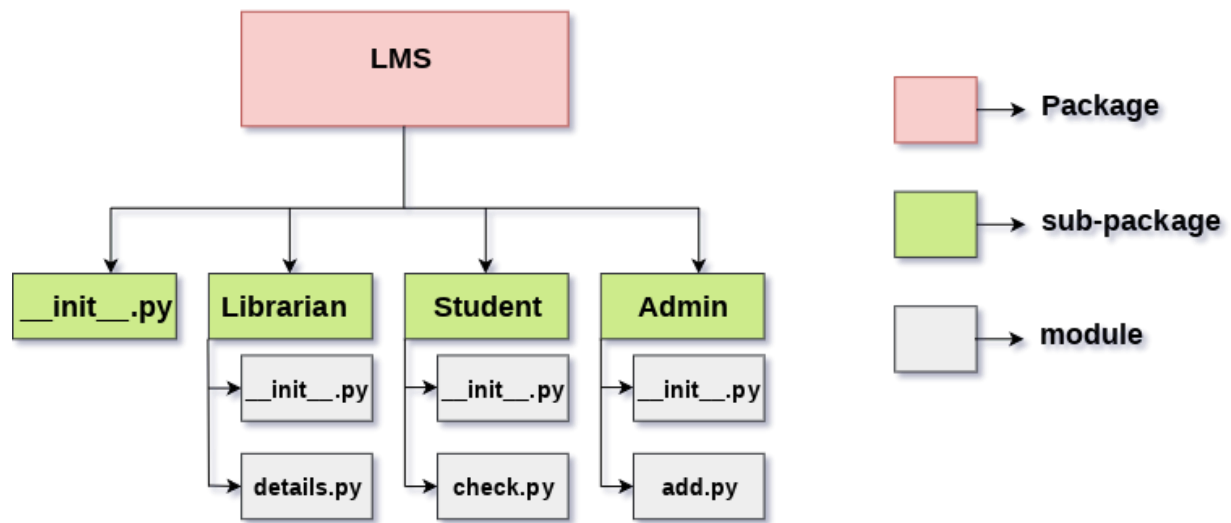 LMS
Package
sub-package
module
__init__.py
Librarian
Student
Admin
__init__.py
__init__.py
__init__.py
details.py
check.py
add.py